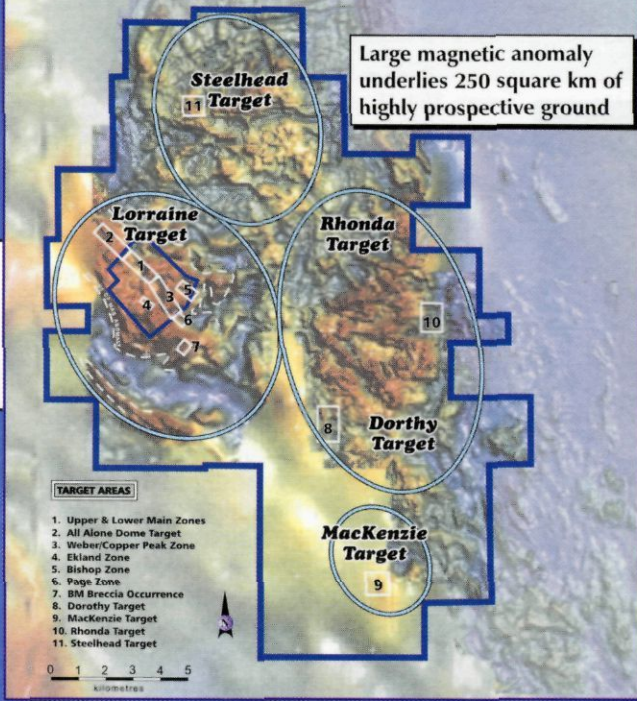 Large magnetic anomaly
underlies 250 square km of
highly prospective ground
Steelhead
Target
11
Lorraine
Target
2
1
4
3
5
6
7
Rhonda
Target
10
8
Dorthy
Target
MacKenzie
Target
9
TARGET AREAS
1. Upper & Lower Main Zones
2. All Alone Dome Target
3. Weber/Copper Peak Zone
4. Ekland Zone
5. Bishop Zone
6. Page Zone
7. BM Breccia Occurrence
8. Dorothy Target
9. MacKenzie Target
10. Rhonda Target
11. Steelhead Target
N
0 1 2 3 4 5
kilometres